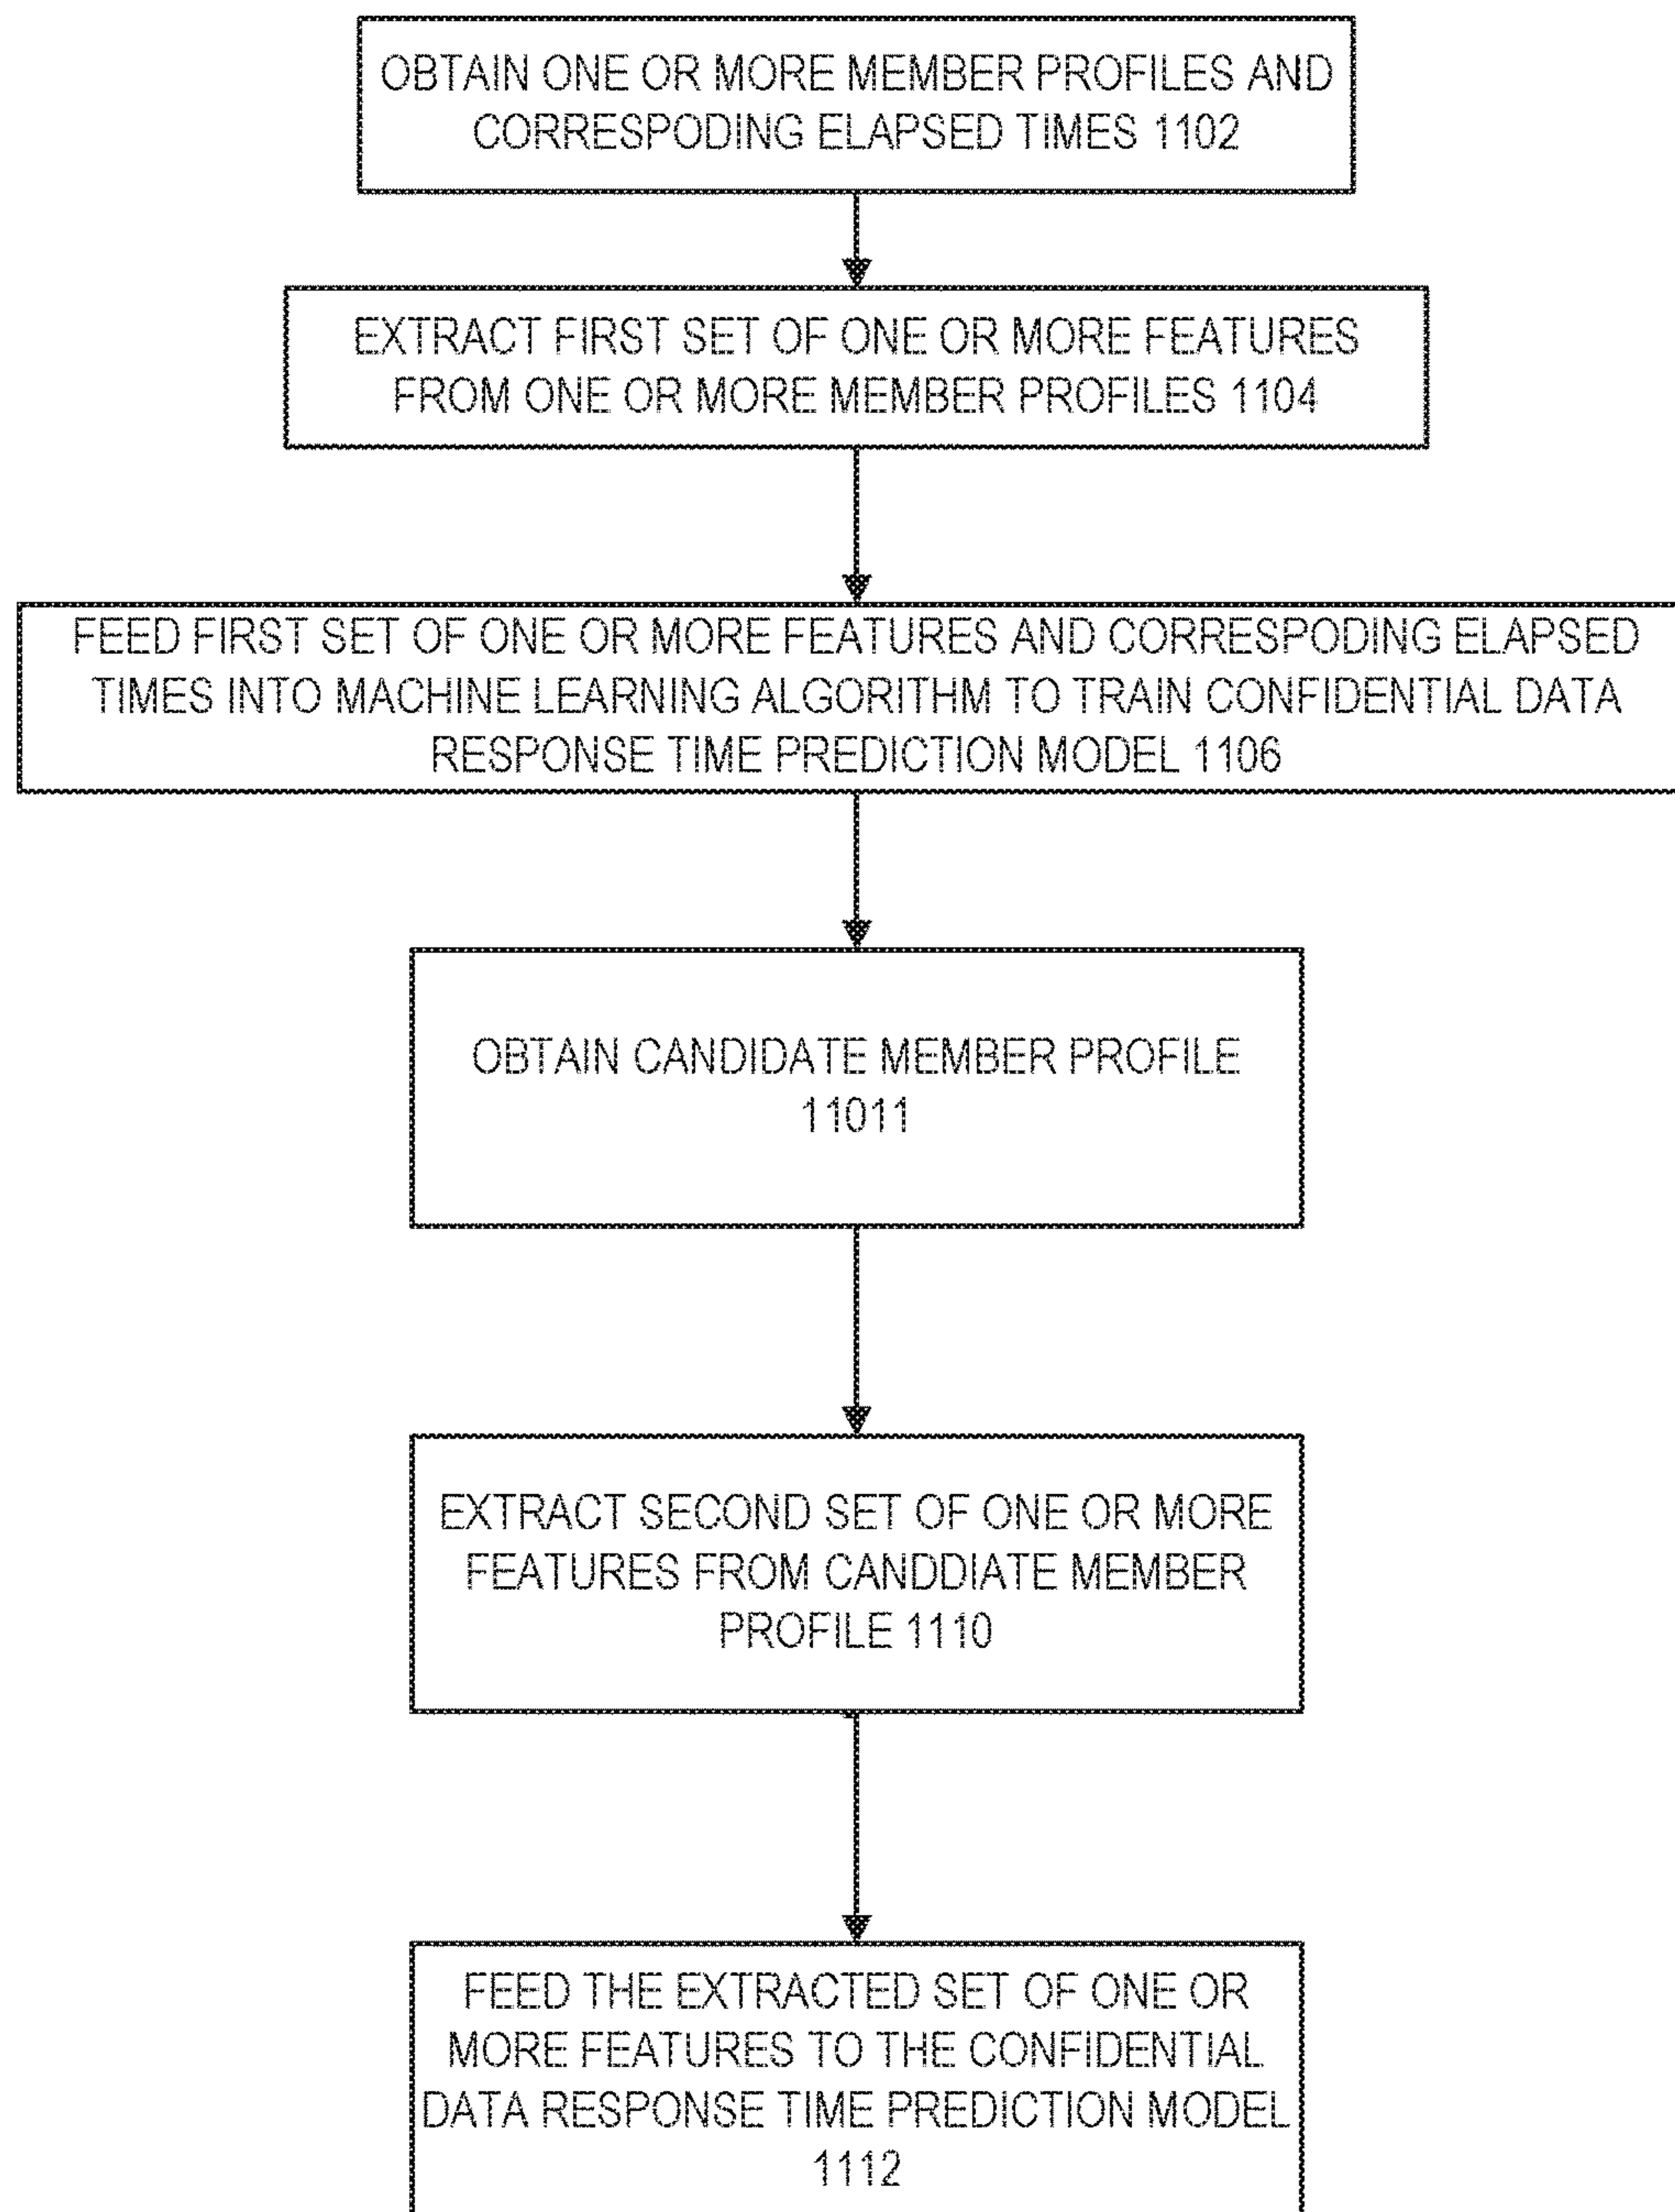 OBTAIN ONE OR MORE MEMBER PROFILES AND
CORRESPODING ELAPSED TIMES 1102
EXTRACT FIRST SET OF ONE OR MORE FEATURES
FROM ONE OR MORE MEMBER PROFILES 1104
FEED FIRST SET OF ONE OR MORE FEATURES AND CORRESPODING ELAPSED
TIMES INTO MACHINE LEARNING ALGORITHM TO TRAIN CONFIDENTIAL DATA
RESPONSE TIME PREDICTION MODEL 1106
OBTAIN CANDIDATE MEMBER PROFILE
11011
EXTRACT SECOND SET OF ONE OR MORE
FEATURES FROM CANDDIATE MEMBER
PROFILE 1110
FEED THE EXTRACTED SET OF ONE OR
MORE FEATURES TO THE CONFIDENTIAL
DATA RESPONSE TIME PREDICTION MODEL
1112